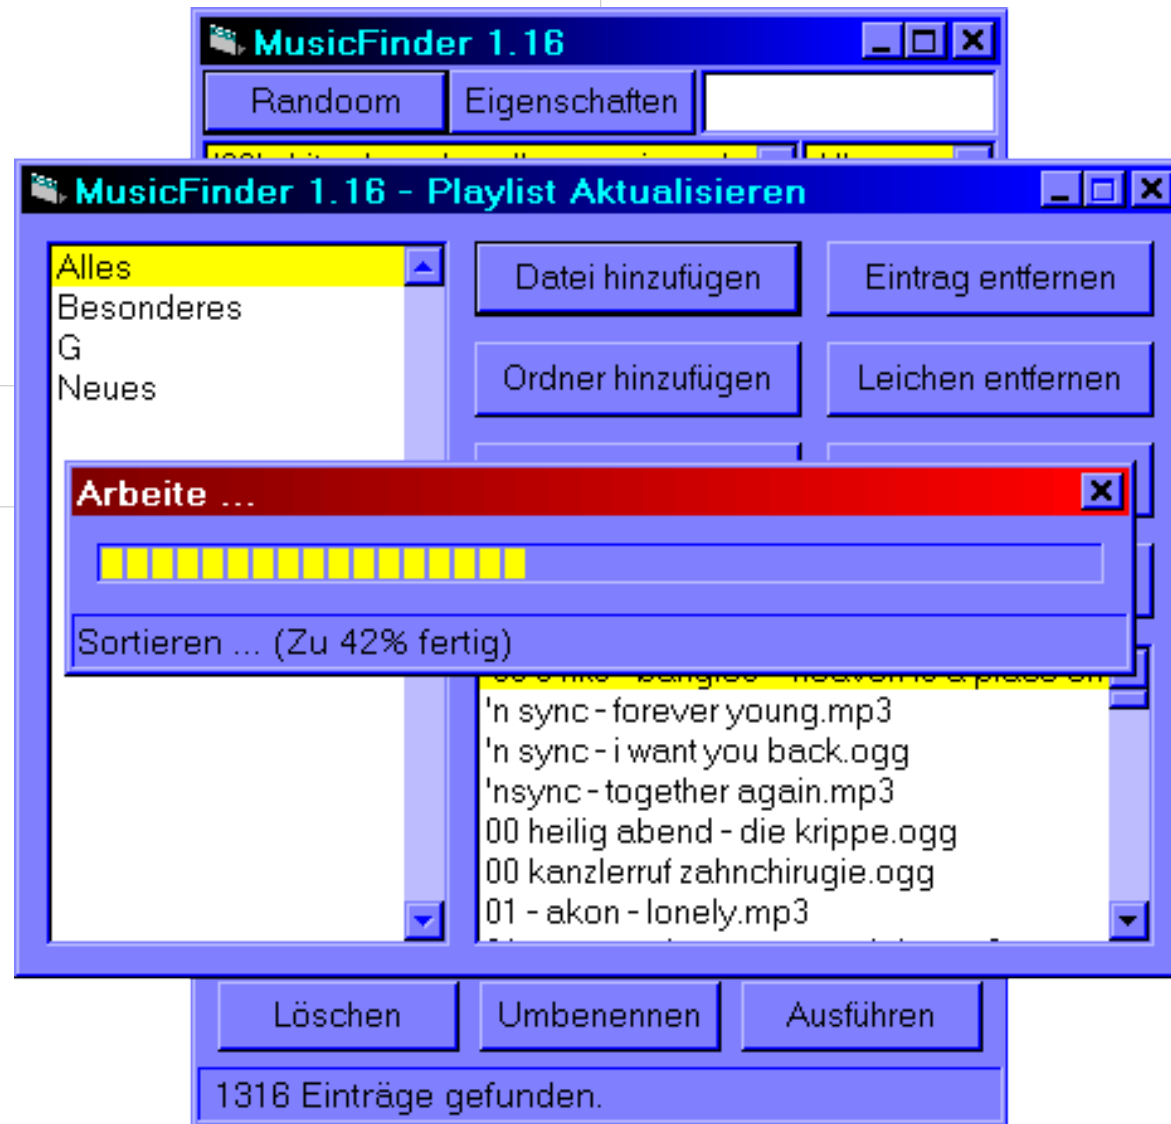 MusicFinder 1.16
Randoom Eigenschaften
MusicFinder 1.16 - Playlist Aktualisieren
Alles
Besonderes
G
Neues
Datei hinzufügen Eintrag entfernen
Ordner hinzufügen Leichen entfernen
Arbeite ...
Sortieren ... (Zu 42% fertig)
'n sync - forever young.mp3
'n sync - i want you back.ogg
'nsync - together again.mp3
00 heilig abend - die krippe.ogg
00 kanzlerruf zahnchirugie.ogg
01 - akon - lonely.mp3
Löschen Umbenennen Ausführen
1316 Einträge gefunden.